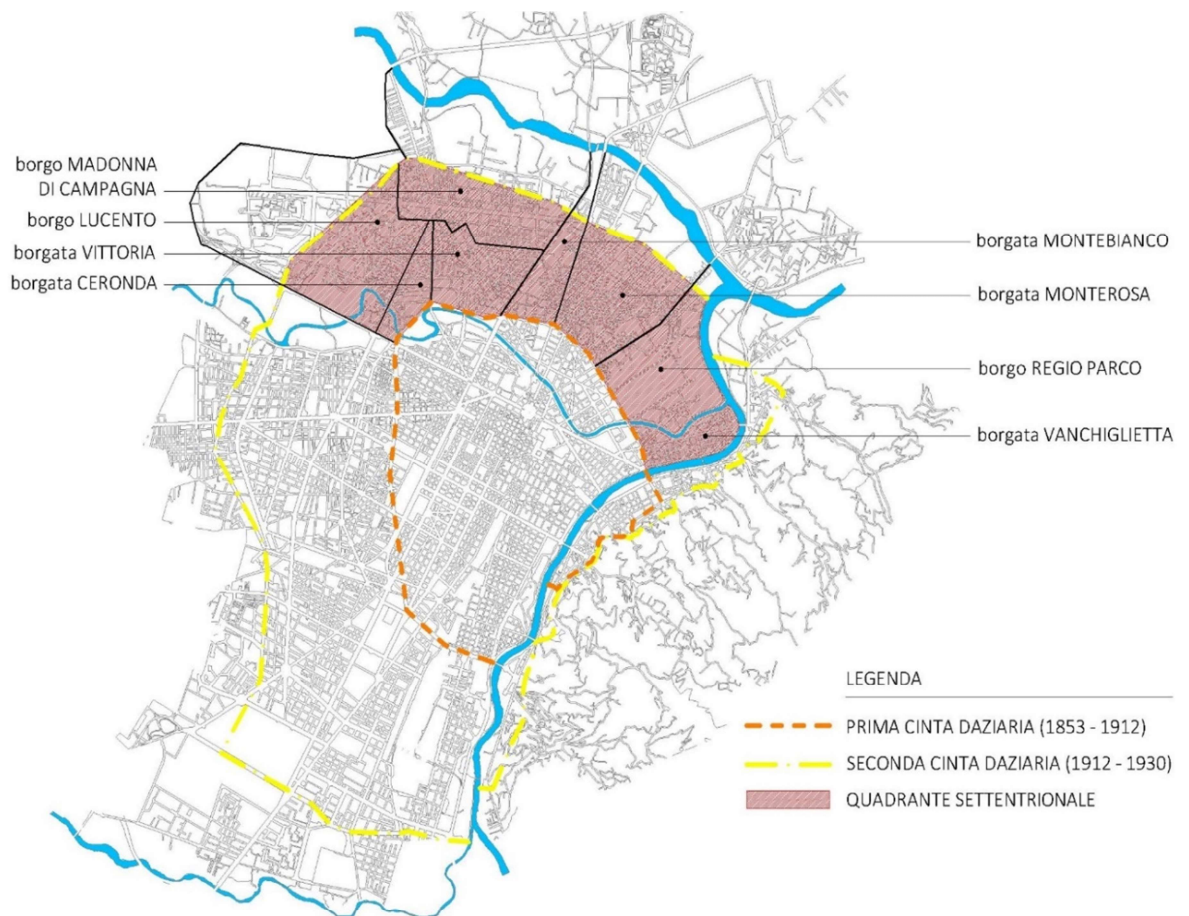 borgo MADONNA
DI CAMPAGNA
borgo LUCENTO
borgata VITTORIA
borgata CERONDA
borgata MONTEBIANCO
borgata MONTEROSA
borgo REGIO PARCO
borgata VANCHIGLIETTA
LEGENDA
PRIMA CINTA DAZIARIA (1853 - 1912)
SECONDA CINTA DAZIARIA (1912 - 1930)
QUADRANTE SETTENTRIONALE